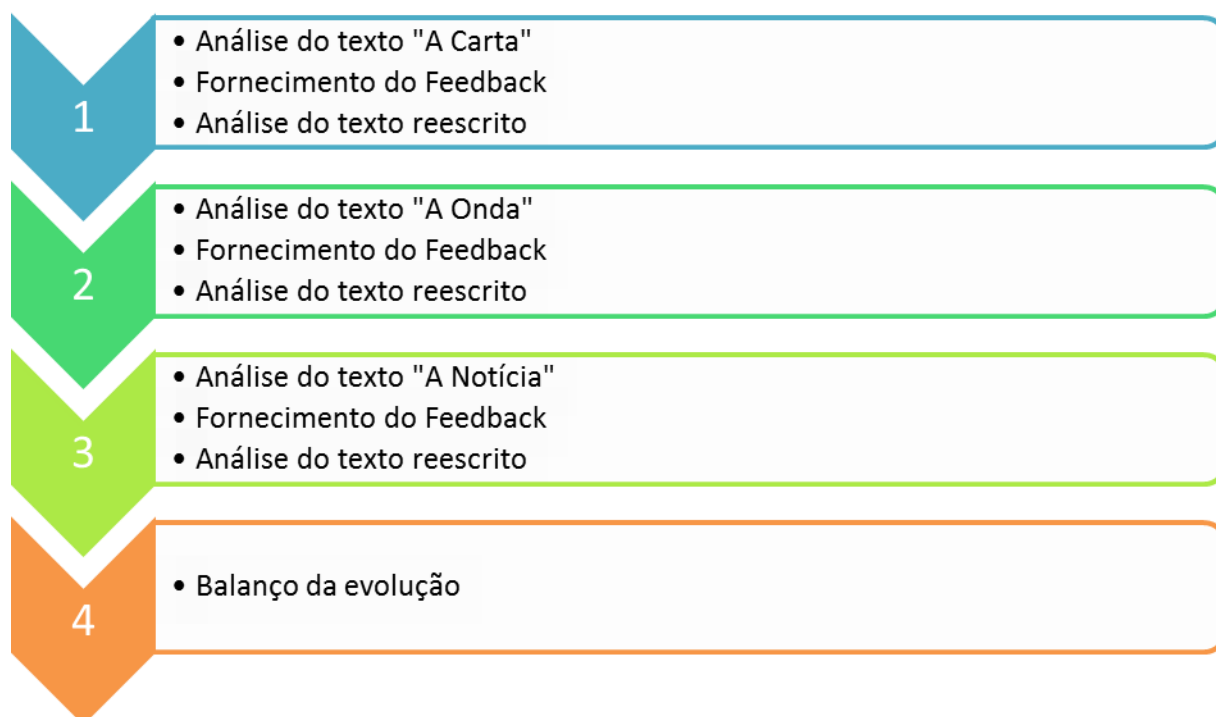 1
• Análise do texto "A Carta"
• Fornecimento do Feedback
• Análise do texto reescrito
2
• Análise do texto "A Onda"
• Fornecimento do Feedback
• Análise do texto reescrito
3
• Análise do texto "A Notícia"
• Fornecimento do Feedback
• Análise do texto reescrito
4
• Balanço da evolução